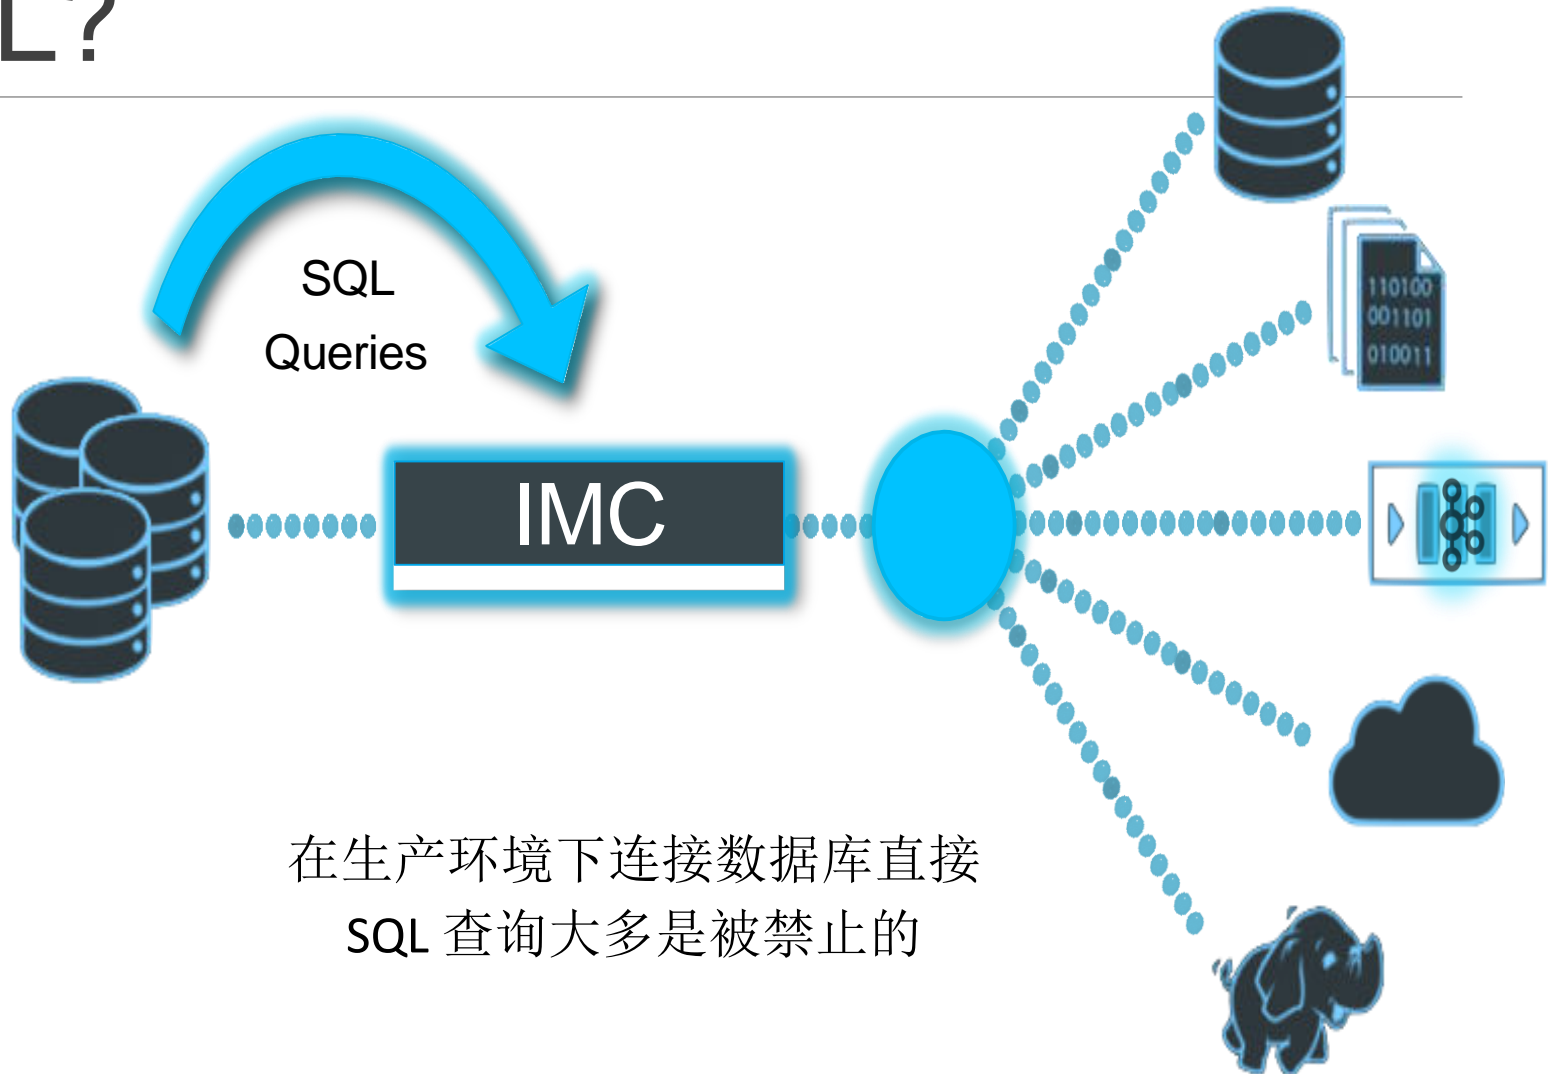 L?
SQL
Queries
110100
001101
010011
IMC
在生产环境下连接数据库直接
SQL 查询大多是被禁止的